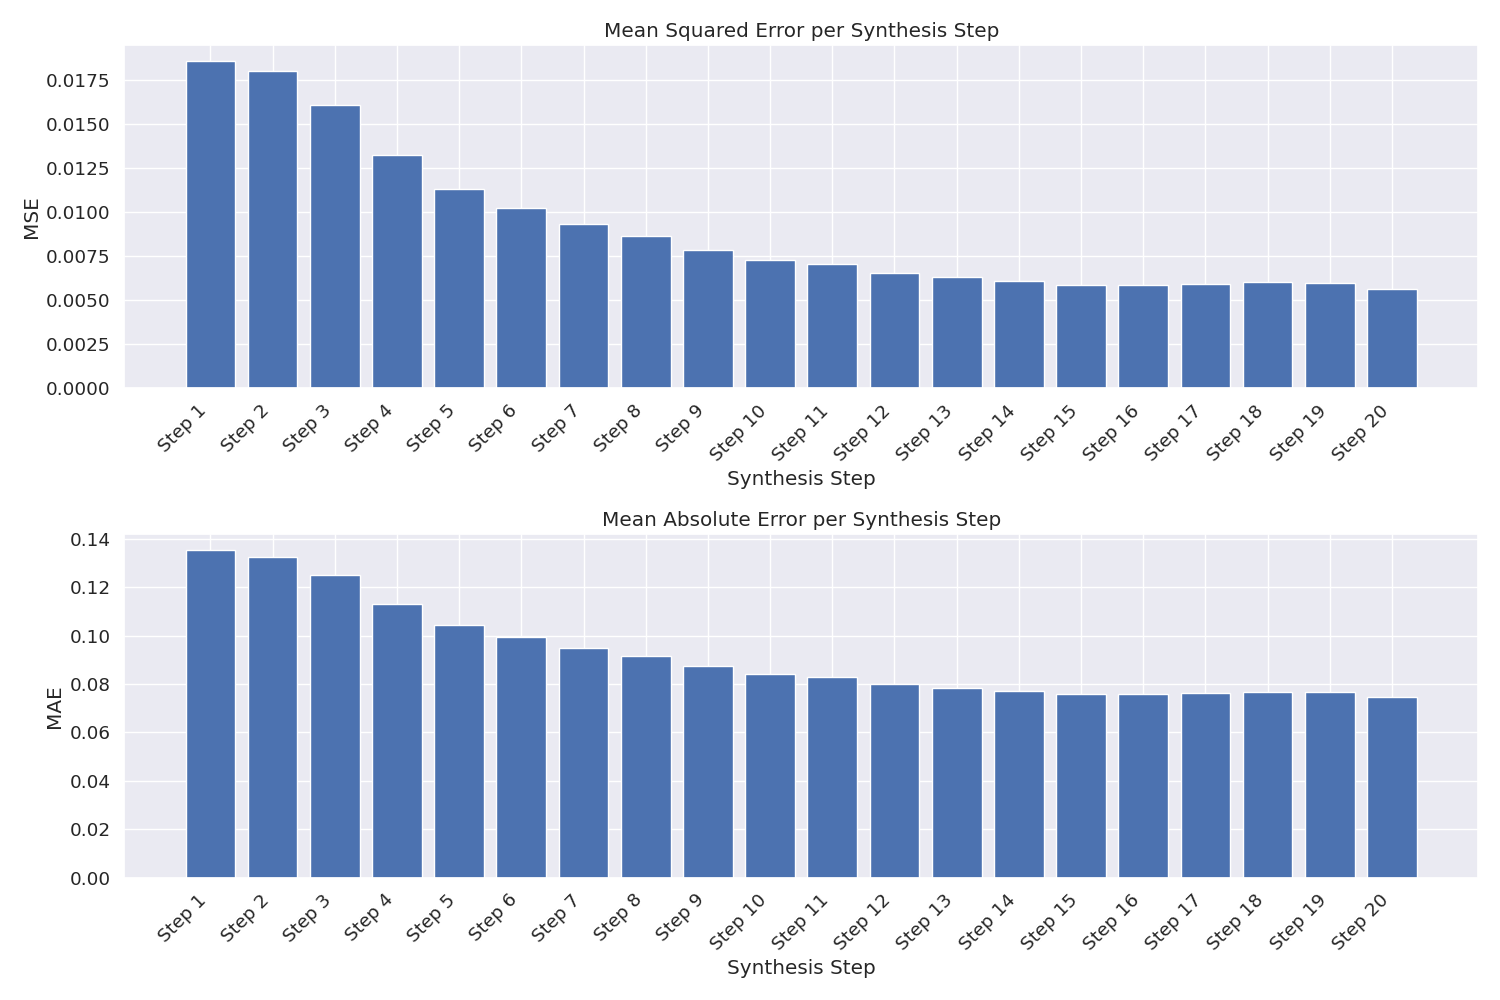 Mean Squared Error per Synthesis Step
MSE
0.0175
0.0150
0.0125
0.0100
0.0075
0.0050
0.0025
0.0000
Step 1
Step 2
Step 3
Step 4
Step 5
Step 6
Step 7
Step 8
Step 9
Step 10
Step 11
Step 12
Step 13
Step 14
Step 15
Step 16
Step 17
Step 18
Step 19
Step 20
Synthesis Step
Mean Absolute Error per Synthesis Step
MAE
0.14
0.12
0.10
0.08
0.06
0.04
0.02
0.00
Step 1
Step 2
Step 3
Step 4
Step 5
Step 6
Step 7
Step 8
Step 9
Step 10
Step 11
Step 12
Step 13
Step 14
Step 15
Step 16
Step 17
Step 18
Step 19
Step 20
Synthesis Step